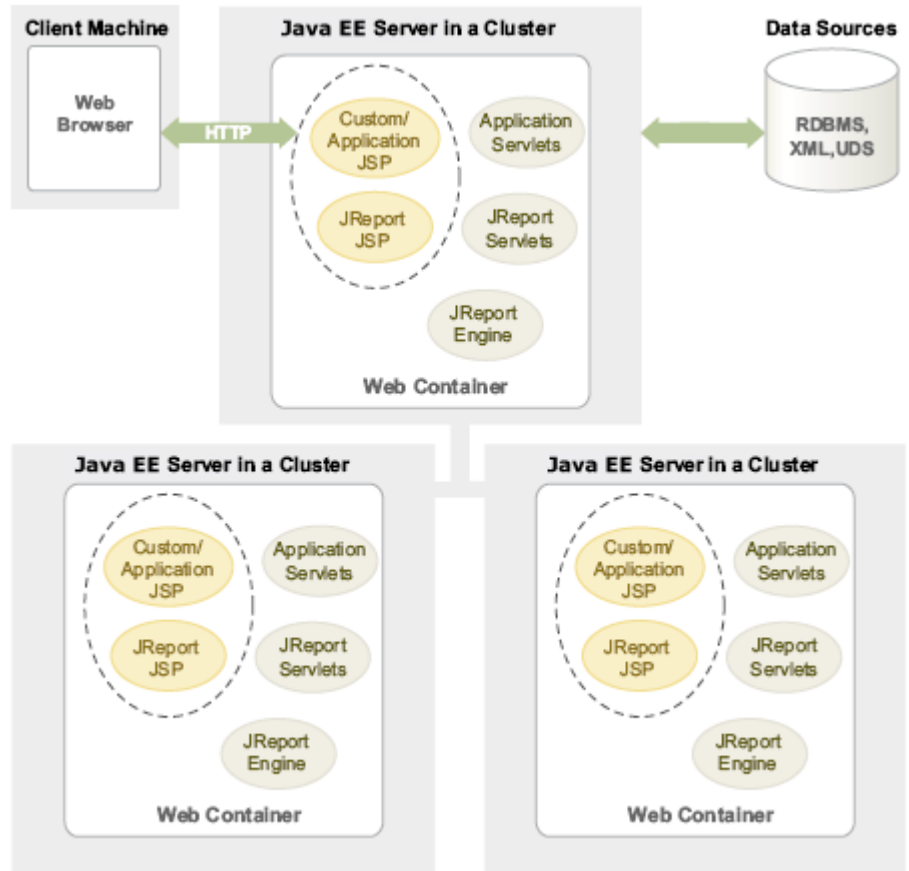 Client Machine
Java EE Server in a Cluster
Data Sources
Web
Browser
HTTP
Custom/
Application
JSP
Application
Servlets
RDBMS,
XML,UDS
JReport
JSP
JReport
Servlets
JReport
Engine
Web Container
Java EE Server in a Cluster
Custom/
Application
JSP
Application
Servlets
JReport
JSP
JReport
Servlets
JReport
Engine
Web Container
Java EE Server in a Cluster
Custom/
Application
JSP
Application
Servlets
JReport
JSP
JReport
Servlets
JReport
Engine
Web Container